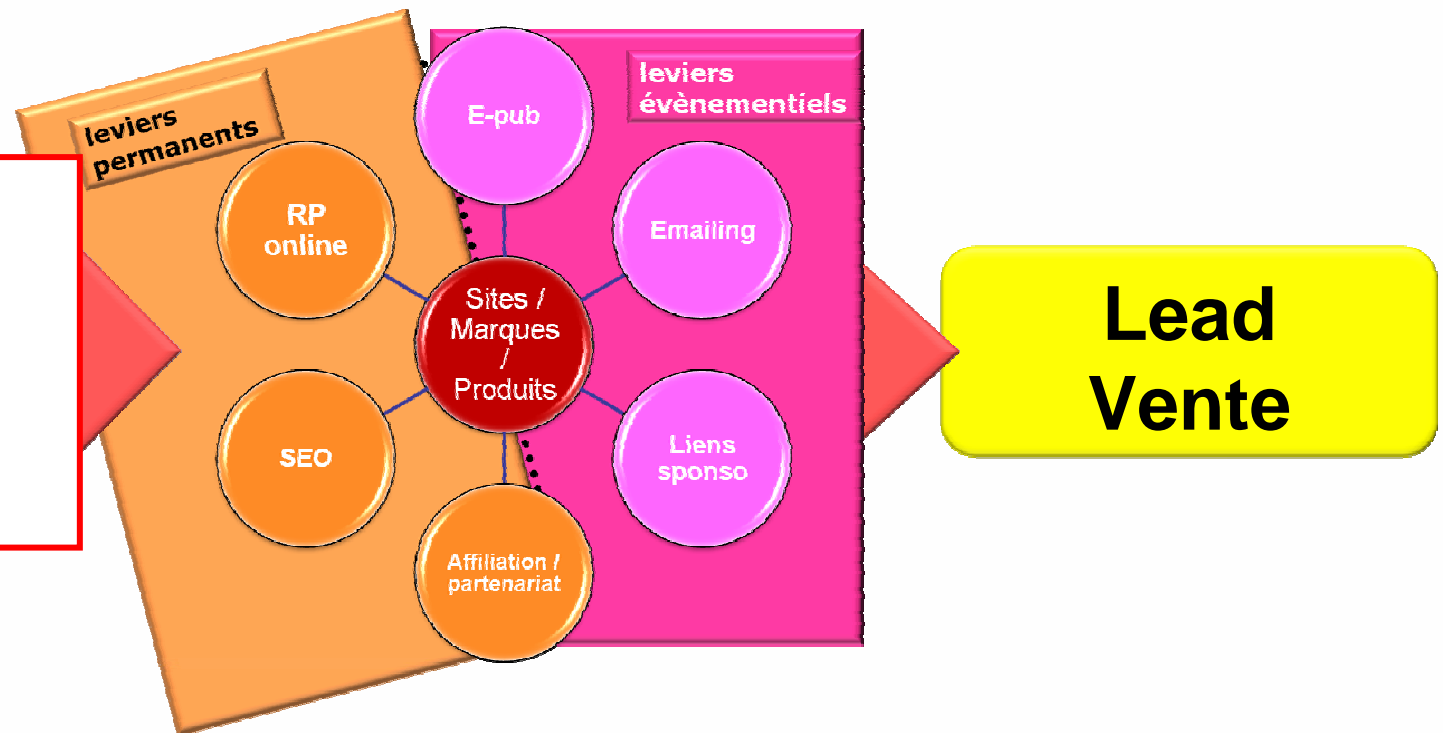 leviers
permanents
leviers
évènementiels
E-pub
RP
online
Emailing
Sites /
Marques
/
Produits
SEO
Liens
sponso
Affiliation /
partenariat
Lead
Vente